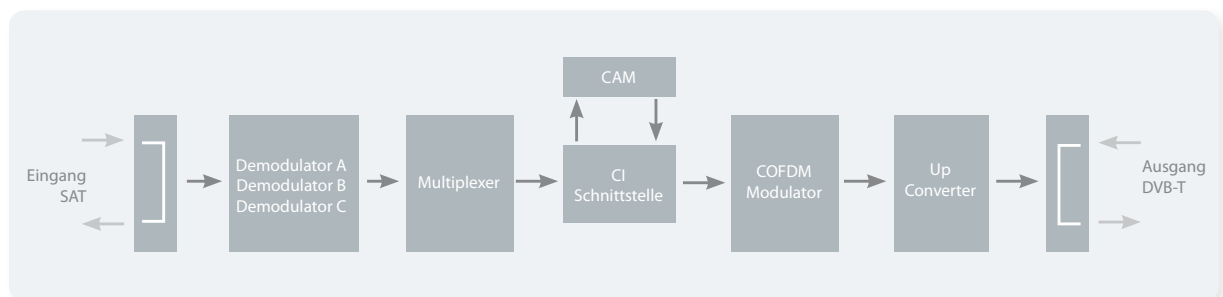 Eingang
SAT
Demodulator A
Demodulator B
Demodulator C
Multiplexer
CAM
CI
Schnittstelle
COFDM
Modulator
Up
Converter
Ausgang
DVB-T